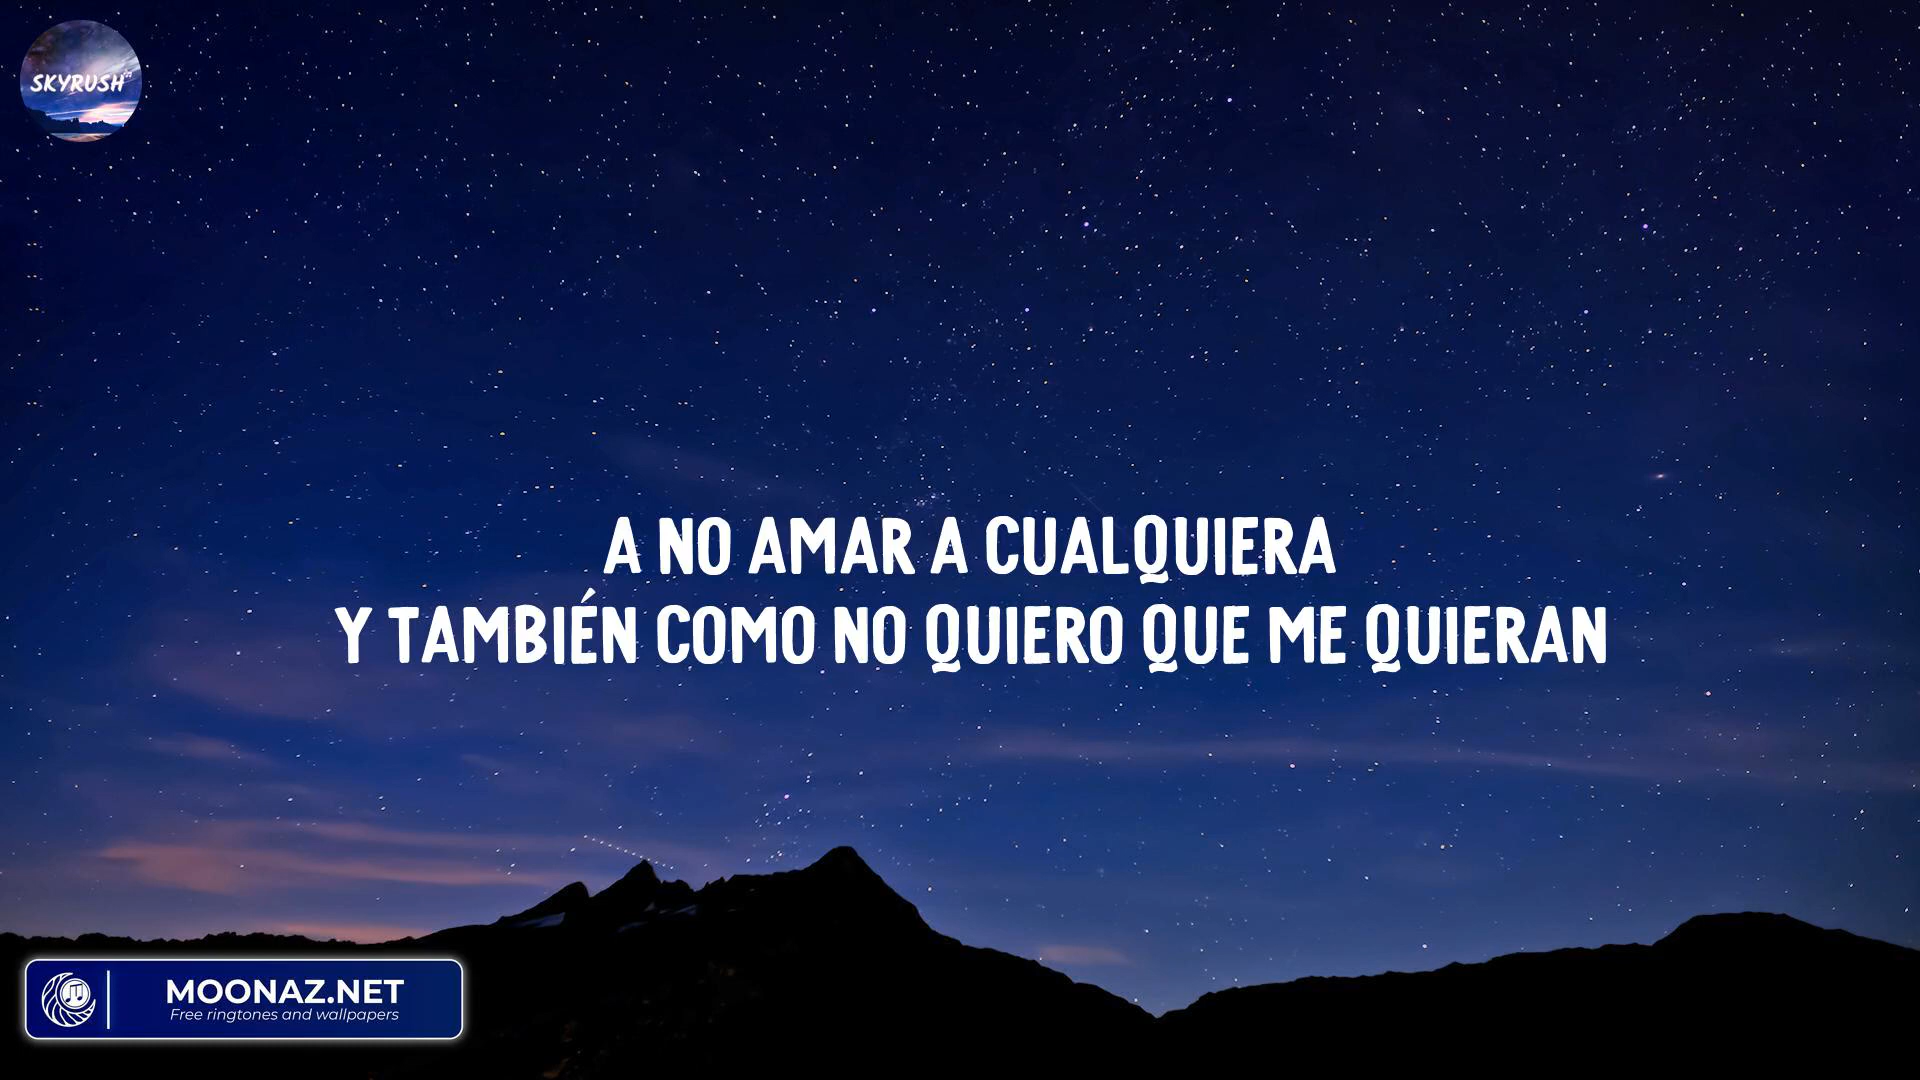 SKYRUSH
A NO AMAR A CUALQUIERA
Y TAMBIÉN COMO NO QUIERO QUE ME QUIERAN
MOONAZ.NET
Free ringtones and wallpapers